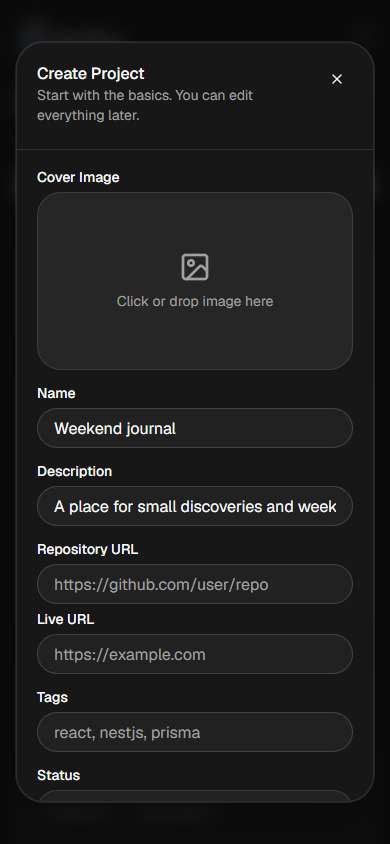 Create Project
Start with the basics. You can edit
everything later.
Cover Image
Click or drop image here
Name
Weekend journal
Description
A place for small discoveries and week
Repository URL
https://github.com/user/repo
Live URL
https://example.com
Tags
react, nestjs, prisma
Status